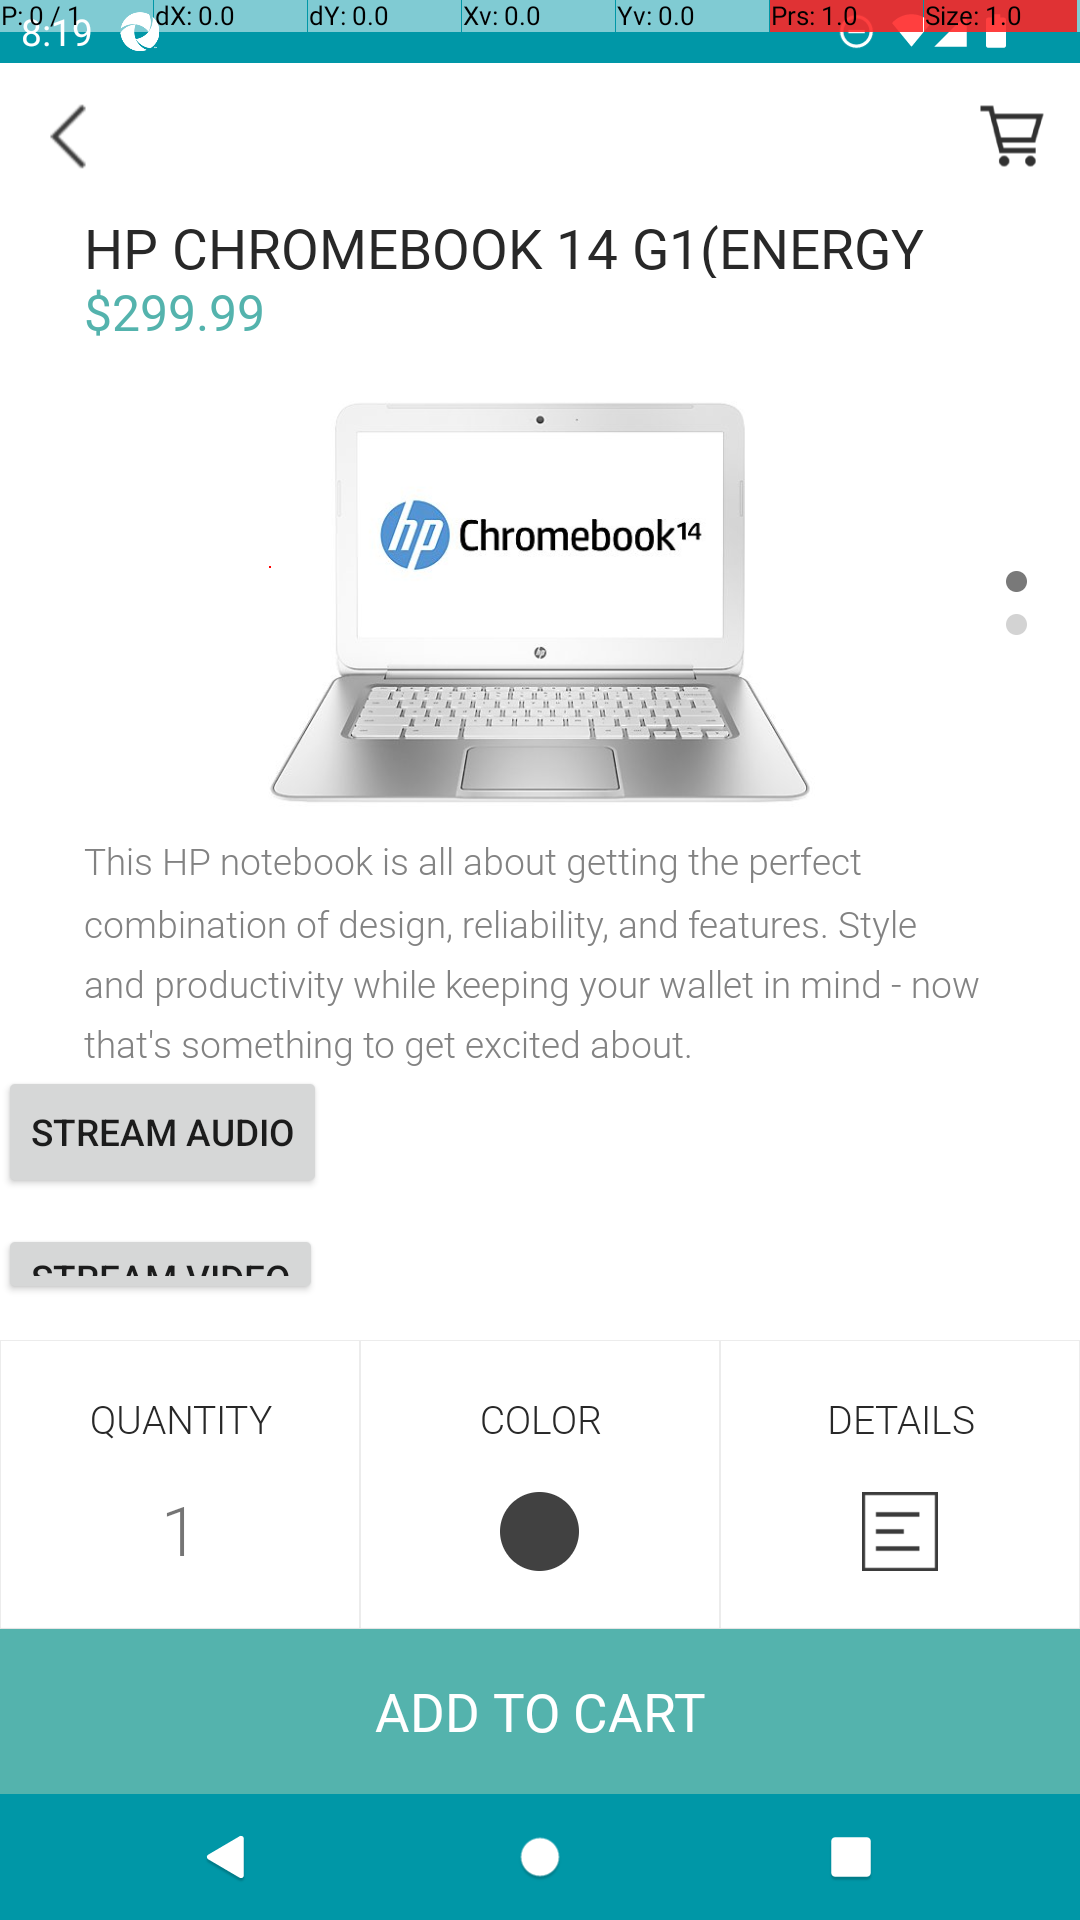 P: 0 / 1 dX: 0.0 dY: 0.0 Xv: 0.0 Yv: 0.0 Prs: 1.0 Size: 1.0
8:19
HP CHROMEBOOK 14 G1(ENERGY
$299.99
hp Chromebook14
hp
This HP notebook is all about getting the perfect
combination of design, reliability, and features. Style
and productivity while keeping your wallet in mind - now
that's something to get excited about.
STREAM AUDIO
STREAM VIDEO
QUANTITY COLOR DETAILS
1
ADD TO CART